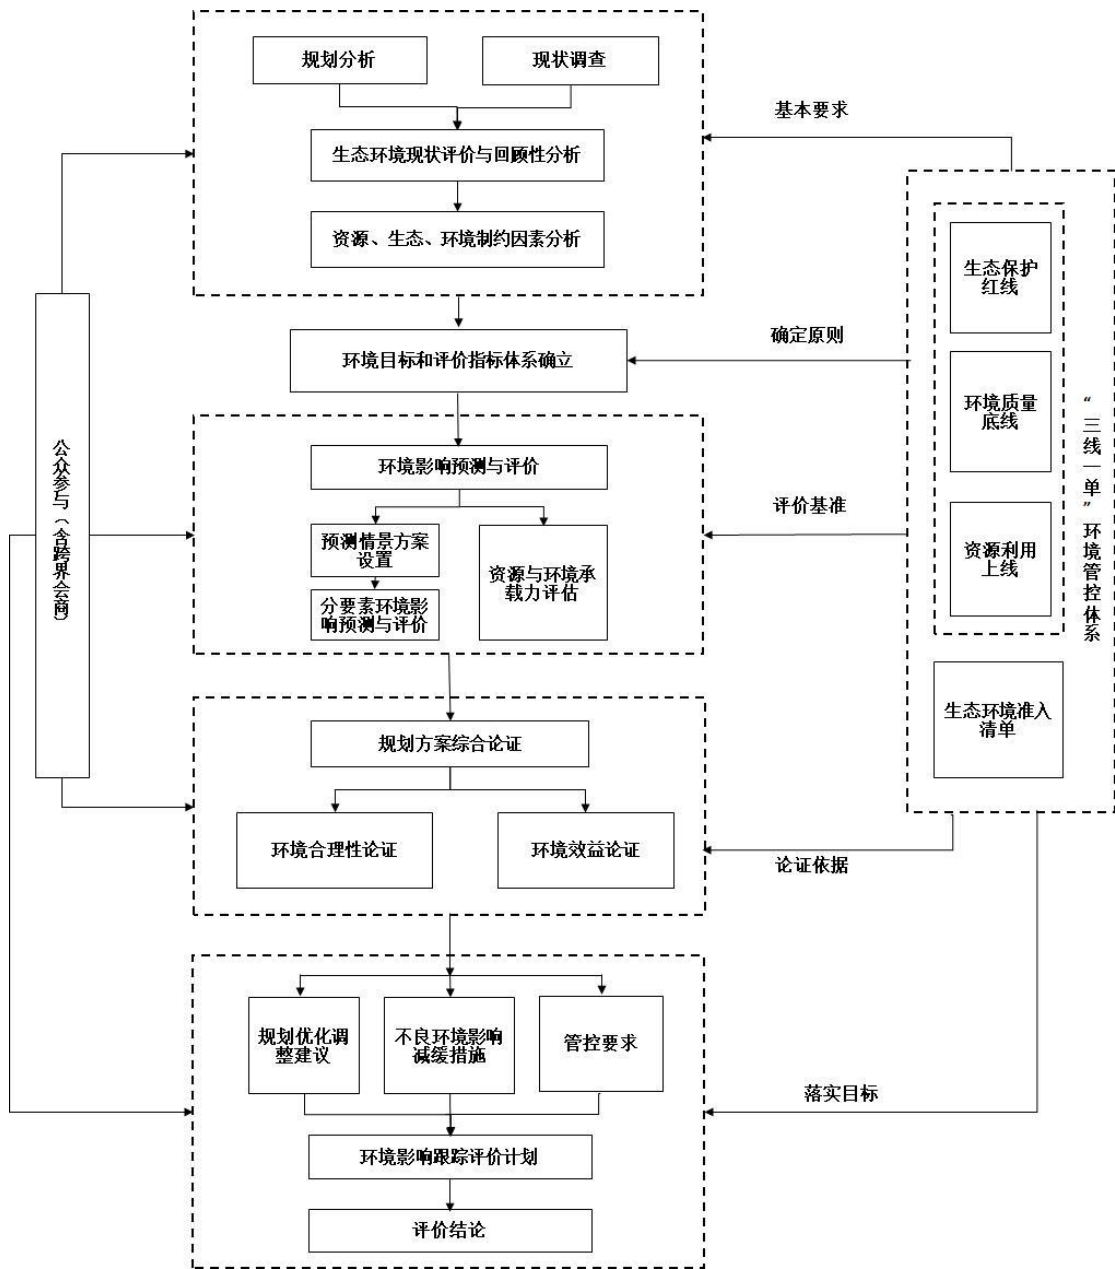 规划分析
现状调查
基本要求
生态环境现状评价与回顾性分析
资源、生态、环境制约因素分析
生态保护
红线
确定原则
环境目标和评价指标体系确立
环境质量
底线
公众参与（含跨界会商）
“三线一单”环境管控体系
环境影响预测与评价
评价基准
预测情景方案
设置
资源与环境承
载力评估
资源利用
上线
分要素环境影
响预测与评价
生态环境准入
清单
规划方案综合论证
环境合理性论证
环境效益论证
论证依据
规划优化调
整建议
不良环境影响
减缓措施
管控要求
落实目标
环境影响跟踪评价计划
评价结论